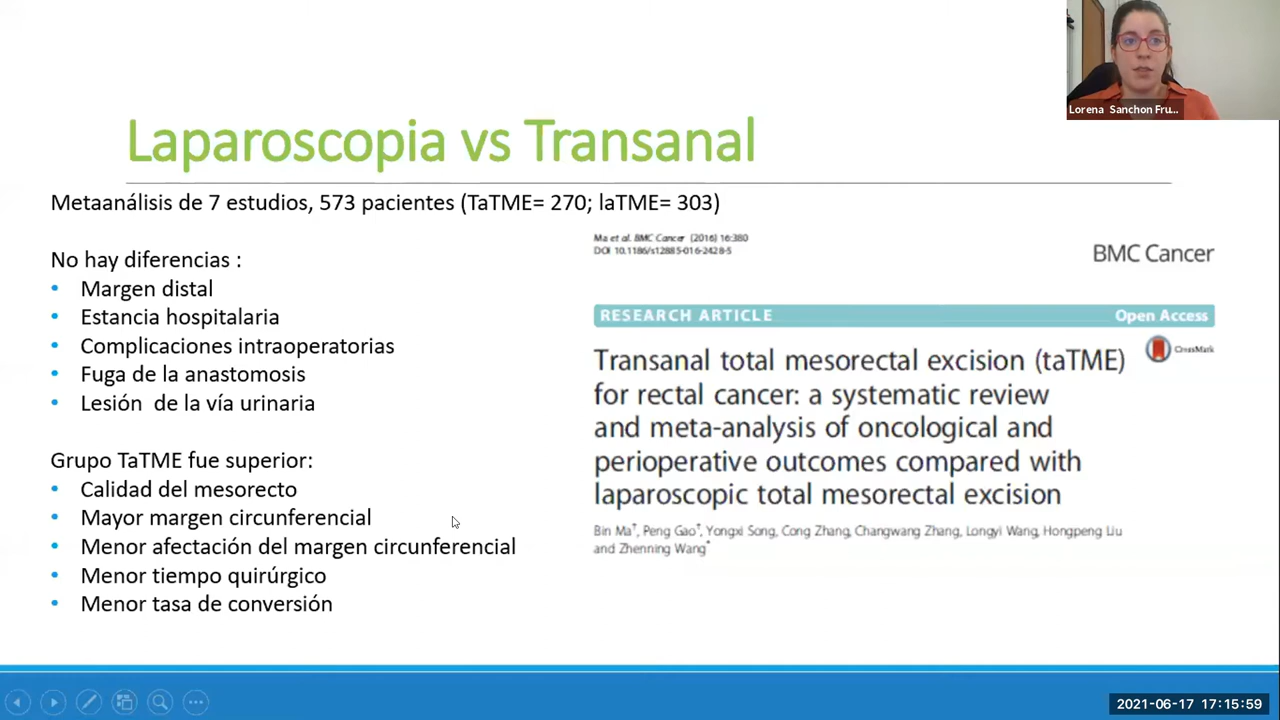 Lorena Sanchon Fru...
Laparoscopia vs Transanal
Metaanálisis de 7 estudios, 573 pacientes (TaTME= 270; laTME= 303)
No hay diferencias :
• Margen distal
• Estancia hospitalaria
• Complicaciones intraoperatorias
• Fuga de la anastomosis
• Lesión de la vía urinaria
Grupo TaTME fue superior:
• Calidad del mesorecto
• Mayor margen circunferencial
• Menor afectación del margen circunferencial
• Menor tiempo quirúrgico
• Menor tasa de conversión
Ma et al. BMC Cancer (2016) 16:380
DOI 10.1186/s12885-016-2428-5
BMC Cancer
RESEARCH ARTICLE
Open Access
CrossMark
Transanal total mesorectal excision (taTME)
for rectal cancer: a systematic review
and meta-analysis of oncological and
perioperative outcomes compared with
laparoscopic total mesorectal excision
Bin Ma†, Peng Gao†, Yongxi Song, Cong Zhang, Changwang Zhang, Longyi Wang, Hongpeng Liu
and Zhenning Wang*
2021-06-17 17:15:59